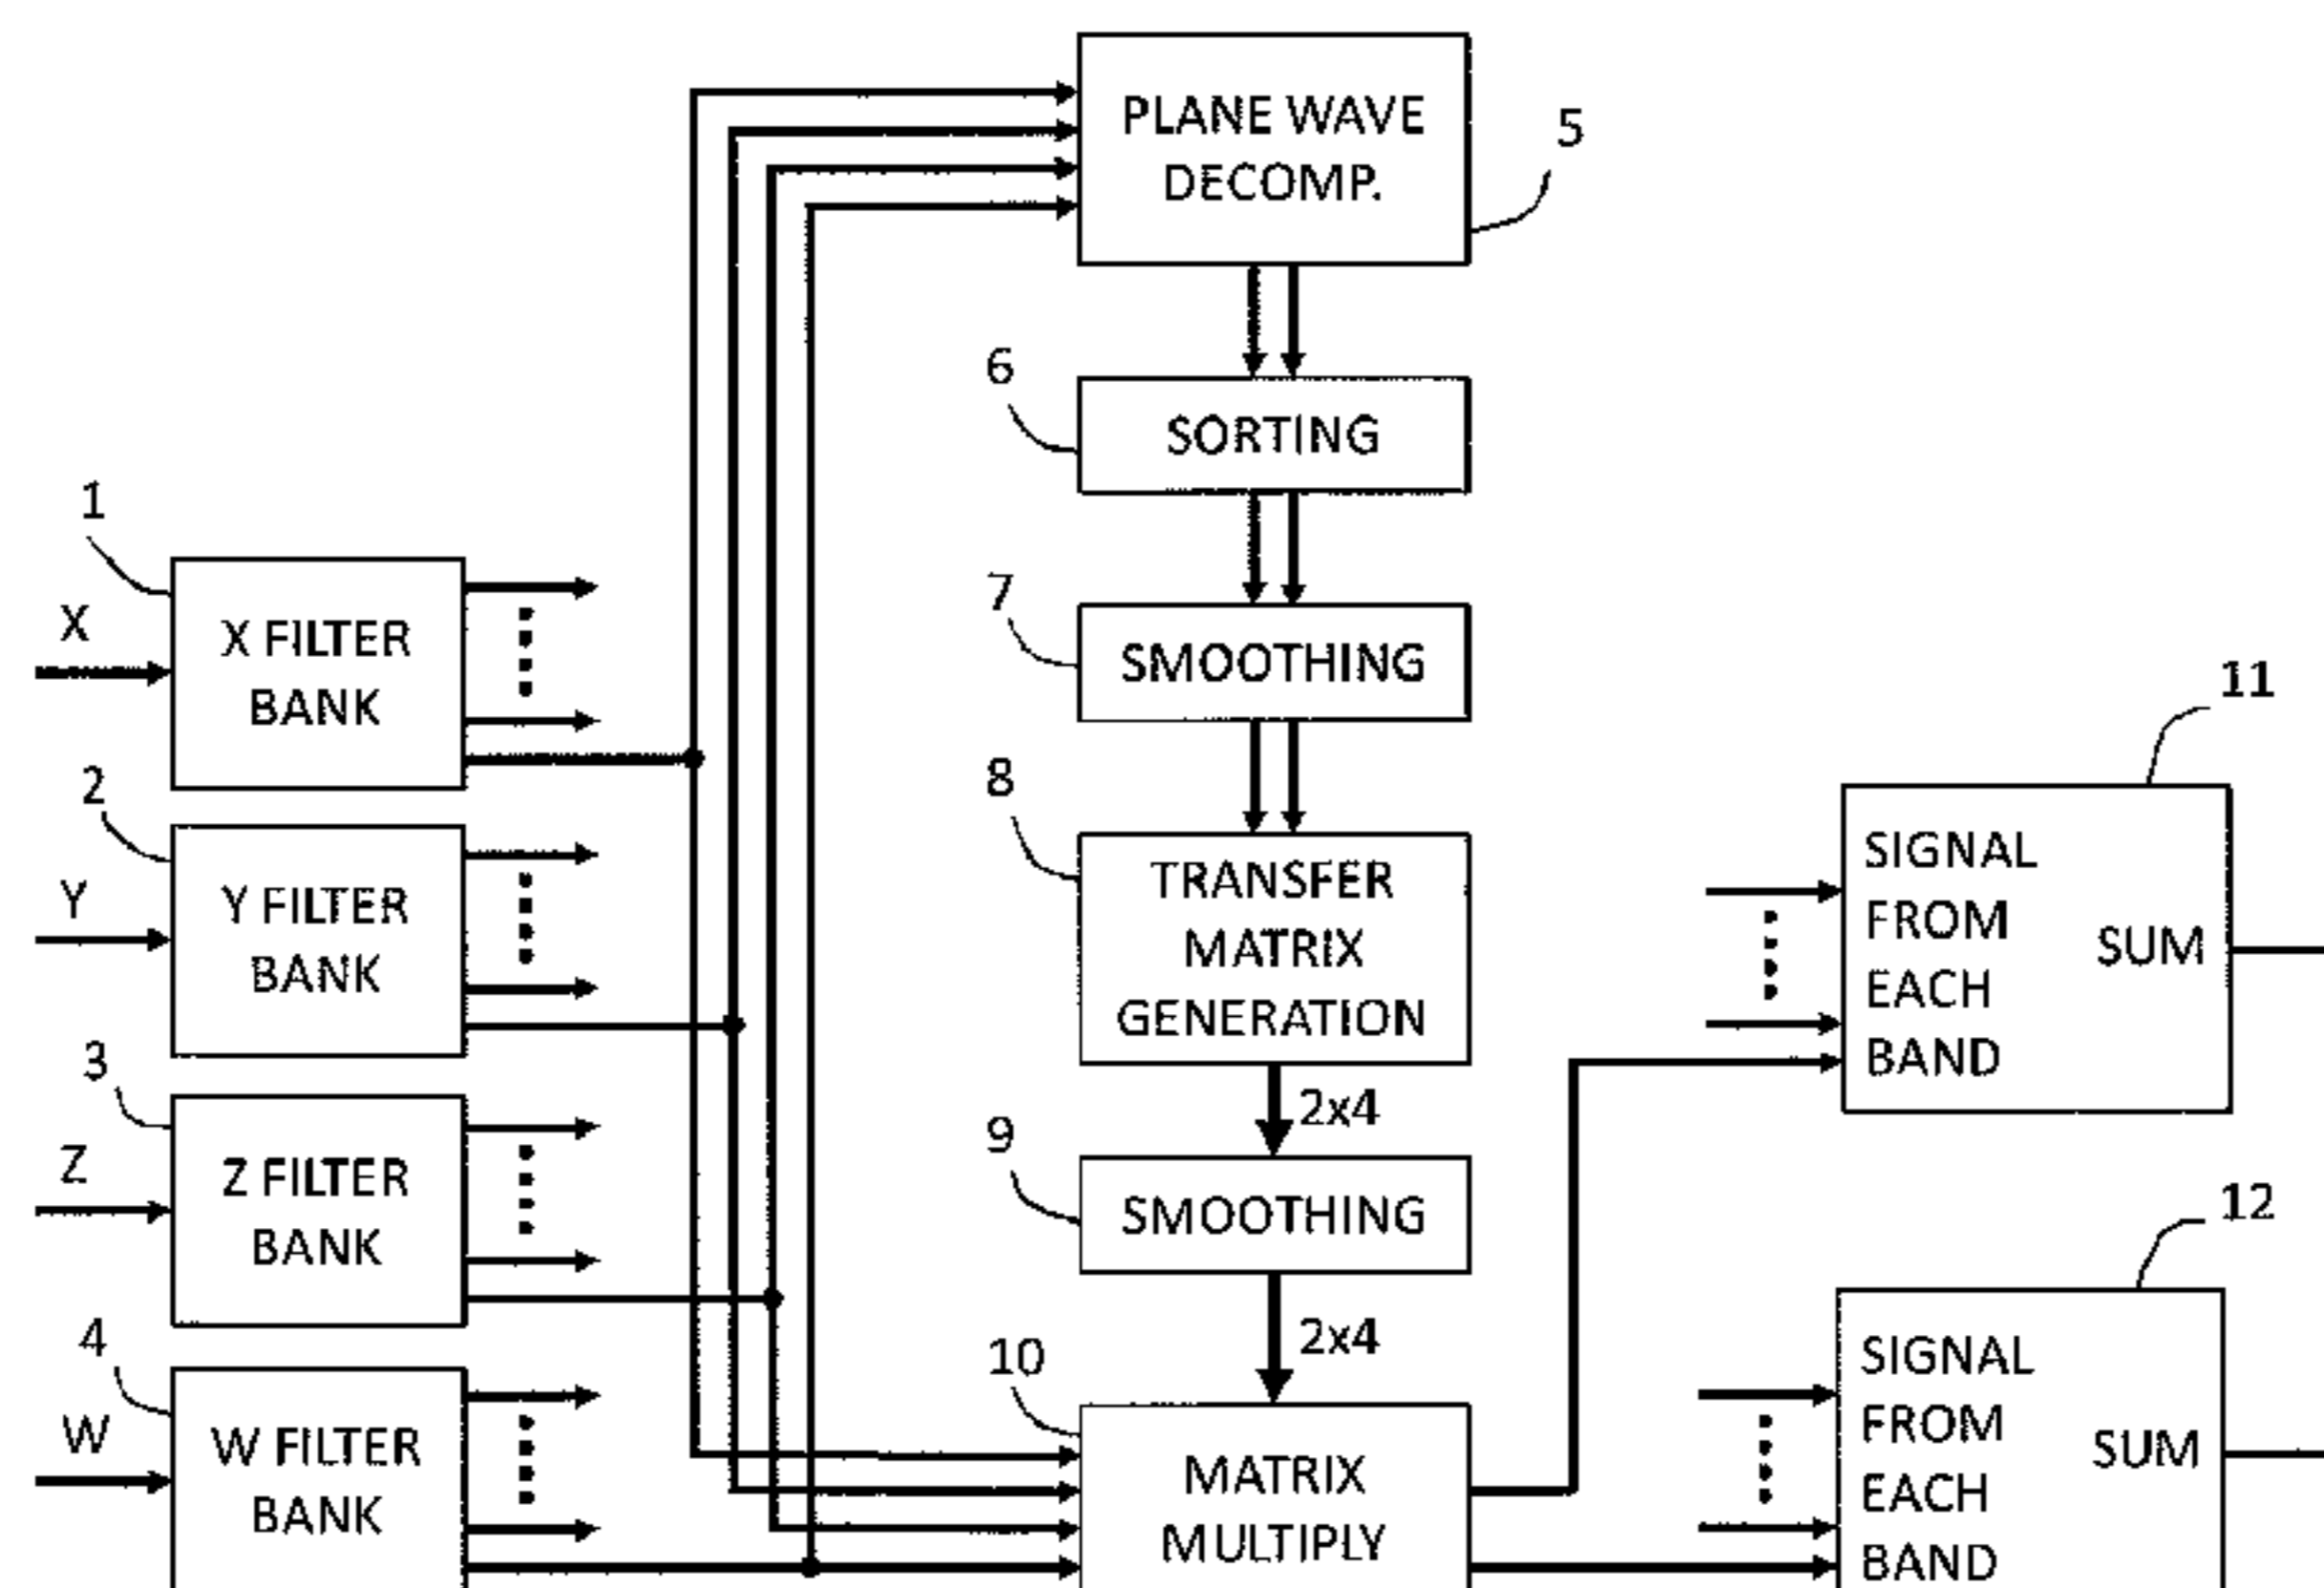 PLANE WAVE
DECOMP.
5
6
SORTING
1
X
X FILTER
BANK
7
SMOOTHING
11
2
Y
Y FILTER
BANK
8
TRANSFER
MATRIX
GENERATION
SIGNAL
FROM
EACH
BAND
SUM
3
Z
Z FILTER
BANK
2x4
9
SMOOTHING
12
4
W
W FILTER
BANK
2x4
10
MATRIX
MULTIPLY
SIGNAL
FROM
EACH
BAND
SUM